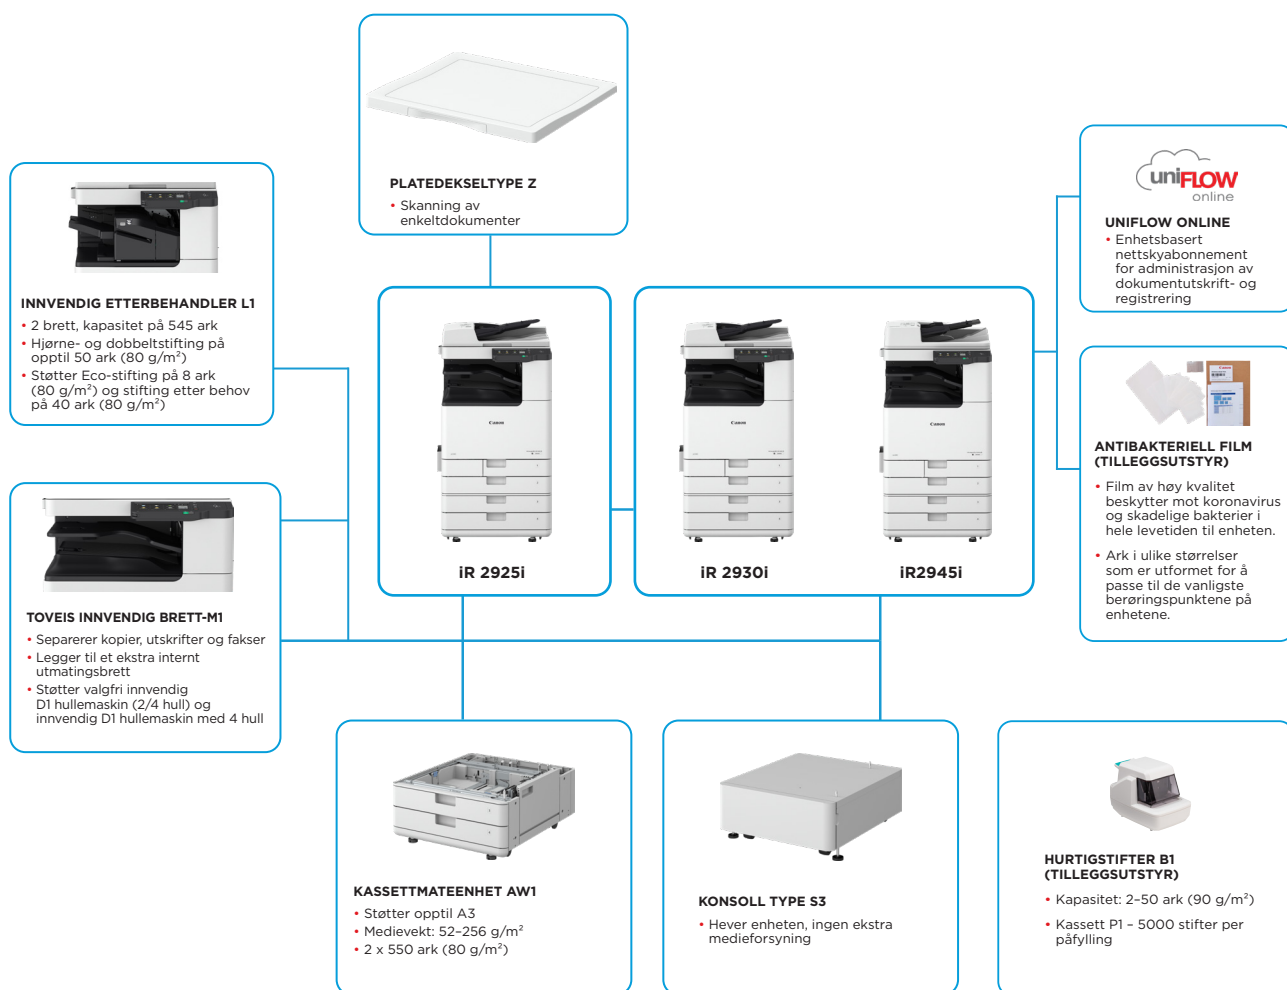 PLATEDEKSELTYPE Z
• Skanning av
enkeltdokumenter
uniFLOW
online
UNIFLOW ONLINE
• Enhetsbasert
nettskyabonnement
for administrasjon av
dokumentutskrift- og
registrering
INNVENDIG ETTERBEHANDLER L1
• 2 brett, kapasitet på 545 ark
• Hjørne- og dobbeltstifting på
opptil 50 ark (80 g/m²)
• Støtter Eco-stifting på 8 ark
(80 g/m²) og stifting etter behov
på 40 ark (80 g/m²)
Canon
Canon
Canon
iR 2925i
iR 2930i
iR2945i
ANTIBAKTERIELL FILM
(TILLEGGSUTSTYR)
• Film av høy kvalitet
beskytter mot koronavirus
og skadelige bakterier i
hele levetiden til enheten.
• Ark i ulike størrelser
som er utformet for å
passe til de vanligste
berøringspunktene på
enhetene.
TOVEIS INNVENDIG BRETT-M1
• Separerer kopier, utskrifter og fakser
• Legger til et ekstra internt
utmatingsbrett
• Støtter valgfri innvendig
D1 hullemaskin (2/4 hull) og
innvendig D1 hullemaskin med 4 hull
KASSETTMATEENHET AW1
• Støtter opptil A3
• Medievekt: 52–256 g/m²
• 2 x 550 ark (80 g/m²)
KONSOLL TYPE S3
• Hever enheten, ingen ekstra
medieforsyning
HURTIGSTIFTER B1
(TILLEGGSUTSTYR)
• Kapasitet: 2–50 ark (90 g/m²)
• Kassett P1 – 5000 stifter per
påfylling